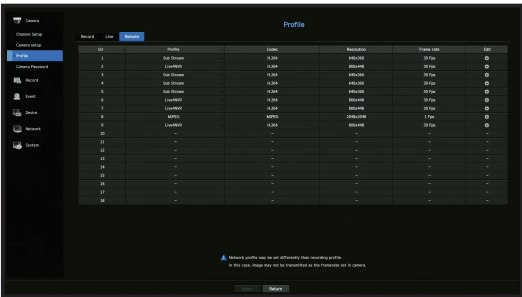 Profile
Camera
Channel Setup
Camera setup
Profile
Camera Password
Record
Event
Device
Network
System
Record Live Remote
CH Profile Codec Resolution Frame rate Edit
1 Sub Stream H.264 640x360 30 Fps
2 Live4NVR H.264 800x448 30 Fps
3 Sub Stream H.264 640x360 30 Fps
4 Sub Stream H.264 640x360 30 Fps
5 Sub Stream H.264 640x360 30 Fps
6 Live4NVR H.264 800x448 30 Fps
7 Live4NVR H.264 800x448 30 Fps
8 MJPEG MJPEG 2048x2048 1 Fps
9 Live4NVR H.264 800x448 30 Fps
10 - - - - -
11 - - - - -
12 - - - - -
13 - - - - -
14 - - - - -
15 - - - - -
16 - - - - -
17 - - - - -
18 - - - - -
Network profile may be set differently than recording profile.
In this case, image may not be transmitted as the framerate set in camera.
Apply Return